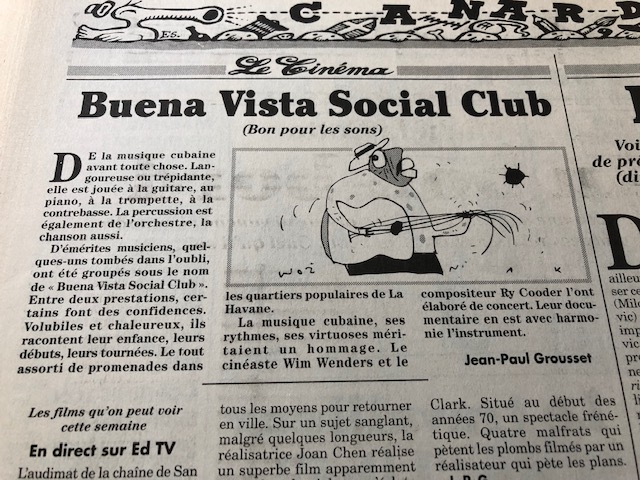 CANARD
Le Cinéma
Buena Vista Social Club
(Bon pour les sons)
DE la musique cubaine
avant toute chose. Lan-
goureuse ou trépidante,
elle est jouée à la guitare, au
piano, à la trompette, à la
contrebasse. La percussion est
également de l'orchestre, la
chanson aussi.
D'émérites musiciens, quel-
ques-uns tombés dans l'oubli,
ont été groupés sous le nom
de « Buena Vista Social Club ».
Entre deux prestations, cer-
tains font des confidences.
Volubiles et chaleureux, ils
racontent leur enfance, leurs
débuts, leurs tournées. Le tout
assorti de promenades dans
les quartiers populaires de La
Havane.
La musique cubaine, ses
rythmes, ses virtuoses méri-
taient un hommage. Le
cinéaste Wim Wenders et le
compositeur Ry Cooder l'ont
élaboré de concert. Leur docu-
mentaire en est avec harmo-
nie l'instrument.
Jean-Paul Grousset
Les films qu'on peut voir
cette semaine
En direct sur Ed TV
L'audimat de la chaîne de San
tous les moyens pour retourner
en ville. Sur un sujet sanglant,
malgré quelques longueurs, la
réalisatrice Joan Chen réalise
un superbe film apparemment
Clark. Situé au début des
années 70, un spectacle fréné-
tique. Quatre malfrats qui
pètent les plombs filmés par un
réalisateur qui pète les plans.
Voi
de pro
(di
D
ailleu
ser ce
(Milo
vic)